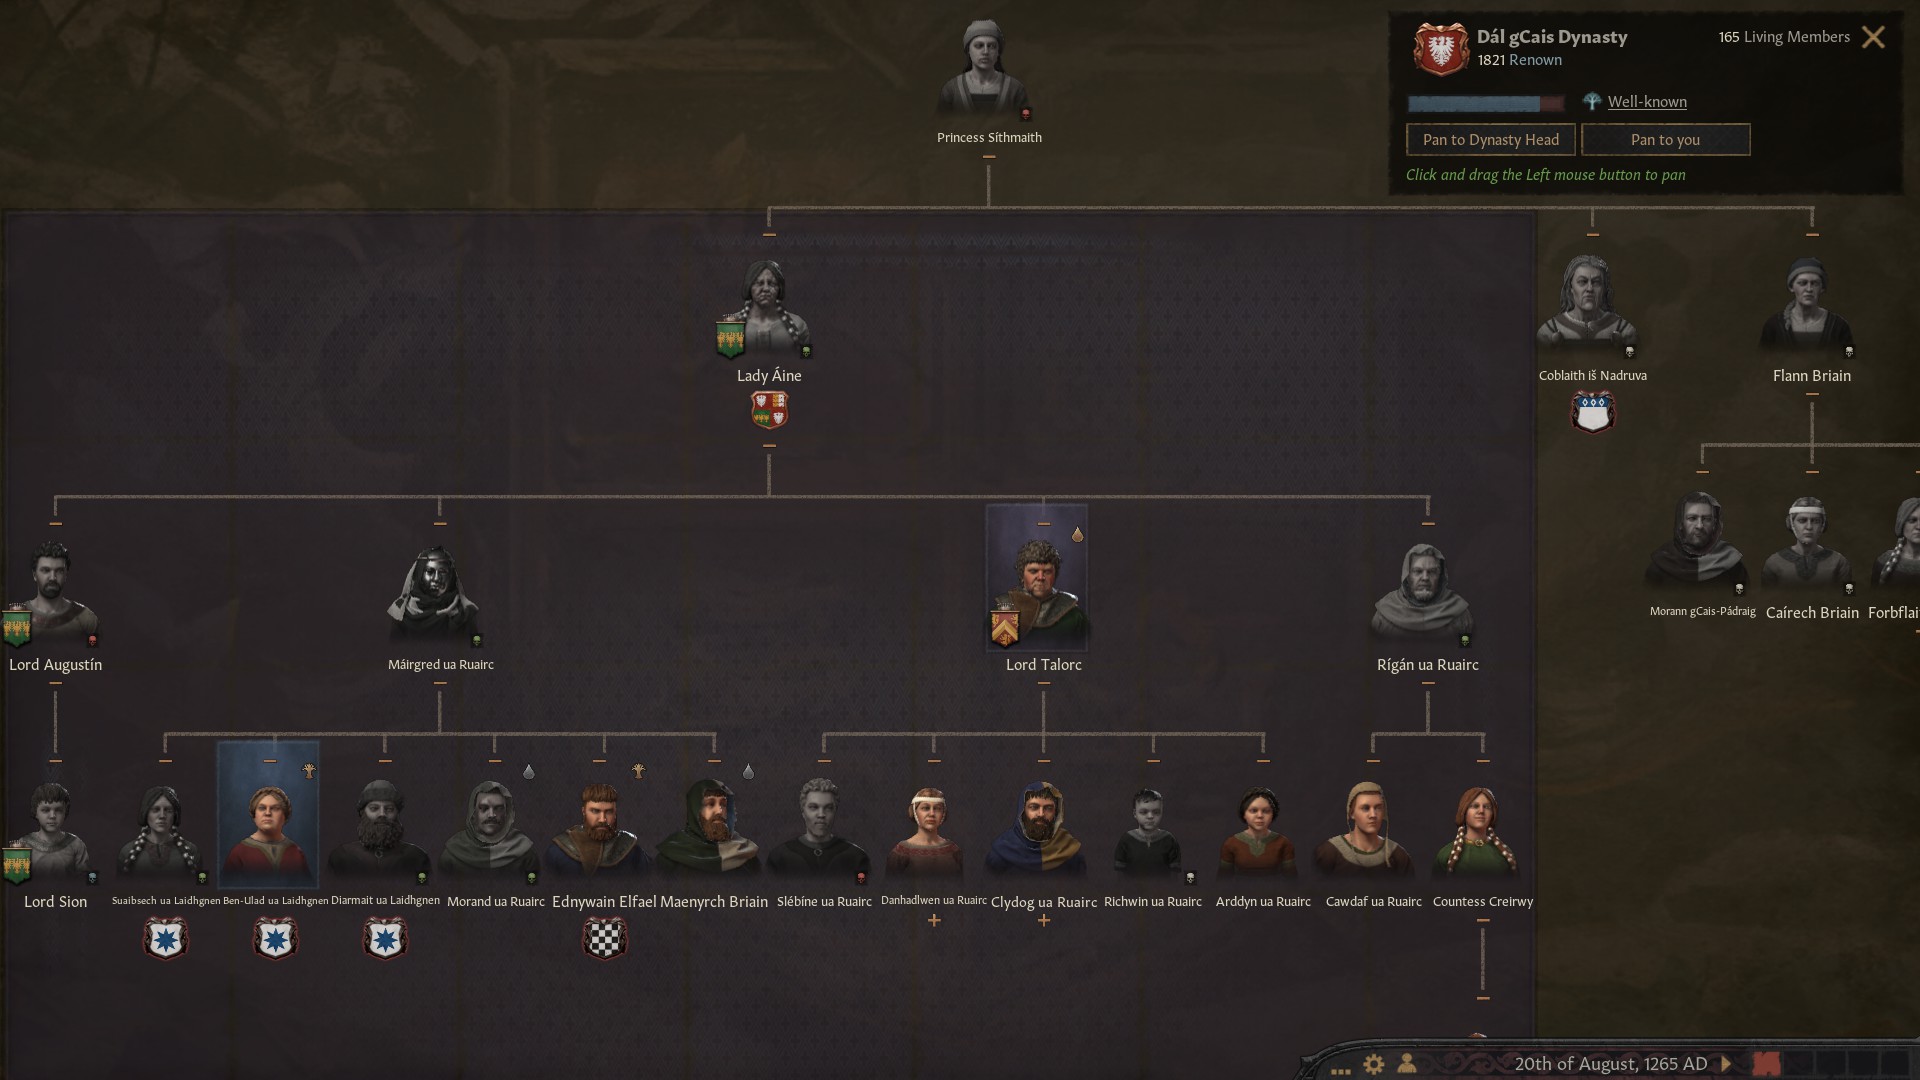 Dál gCais Dynasty
165 Living Members
1821 Renown
Well-known
Pan to Dynasty Head
Pan to you
Click and drag the Left mouse button to pan
Princess Síthmaith
Lady Áine
Coblaith iš Nadruva
Flann Briain
Morann gCais-Pádraig
Caírech Briain
Forbflai
Lord Augustín
Máirgred ua Ruairc
Lord Talorc
Rígán ua Ruairc
Lord Sion
Suaibsech ua Laidhgnen
Ben-Ulad ua Laidhgnen
Diarmait ua Laidhgnen
Morand ua Ruairc
Ednywain Elfael
Maenyrch Briain
Slébíne ua Ruairc
Danhadlwen ua Ruairc
Clydog ua Ruairc
Richwin ua Ruairc
Arddyn ua Ruairc
Cawdaf ua Ruairc
Countess Creirwy
20th of August, 1265 AD